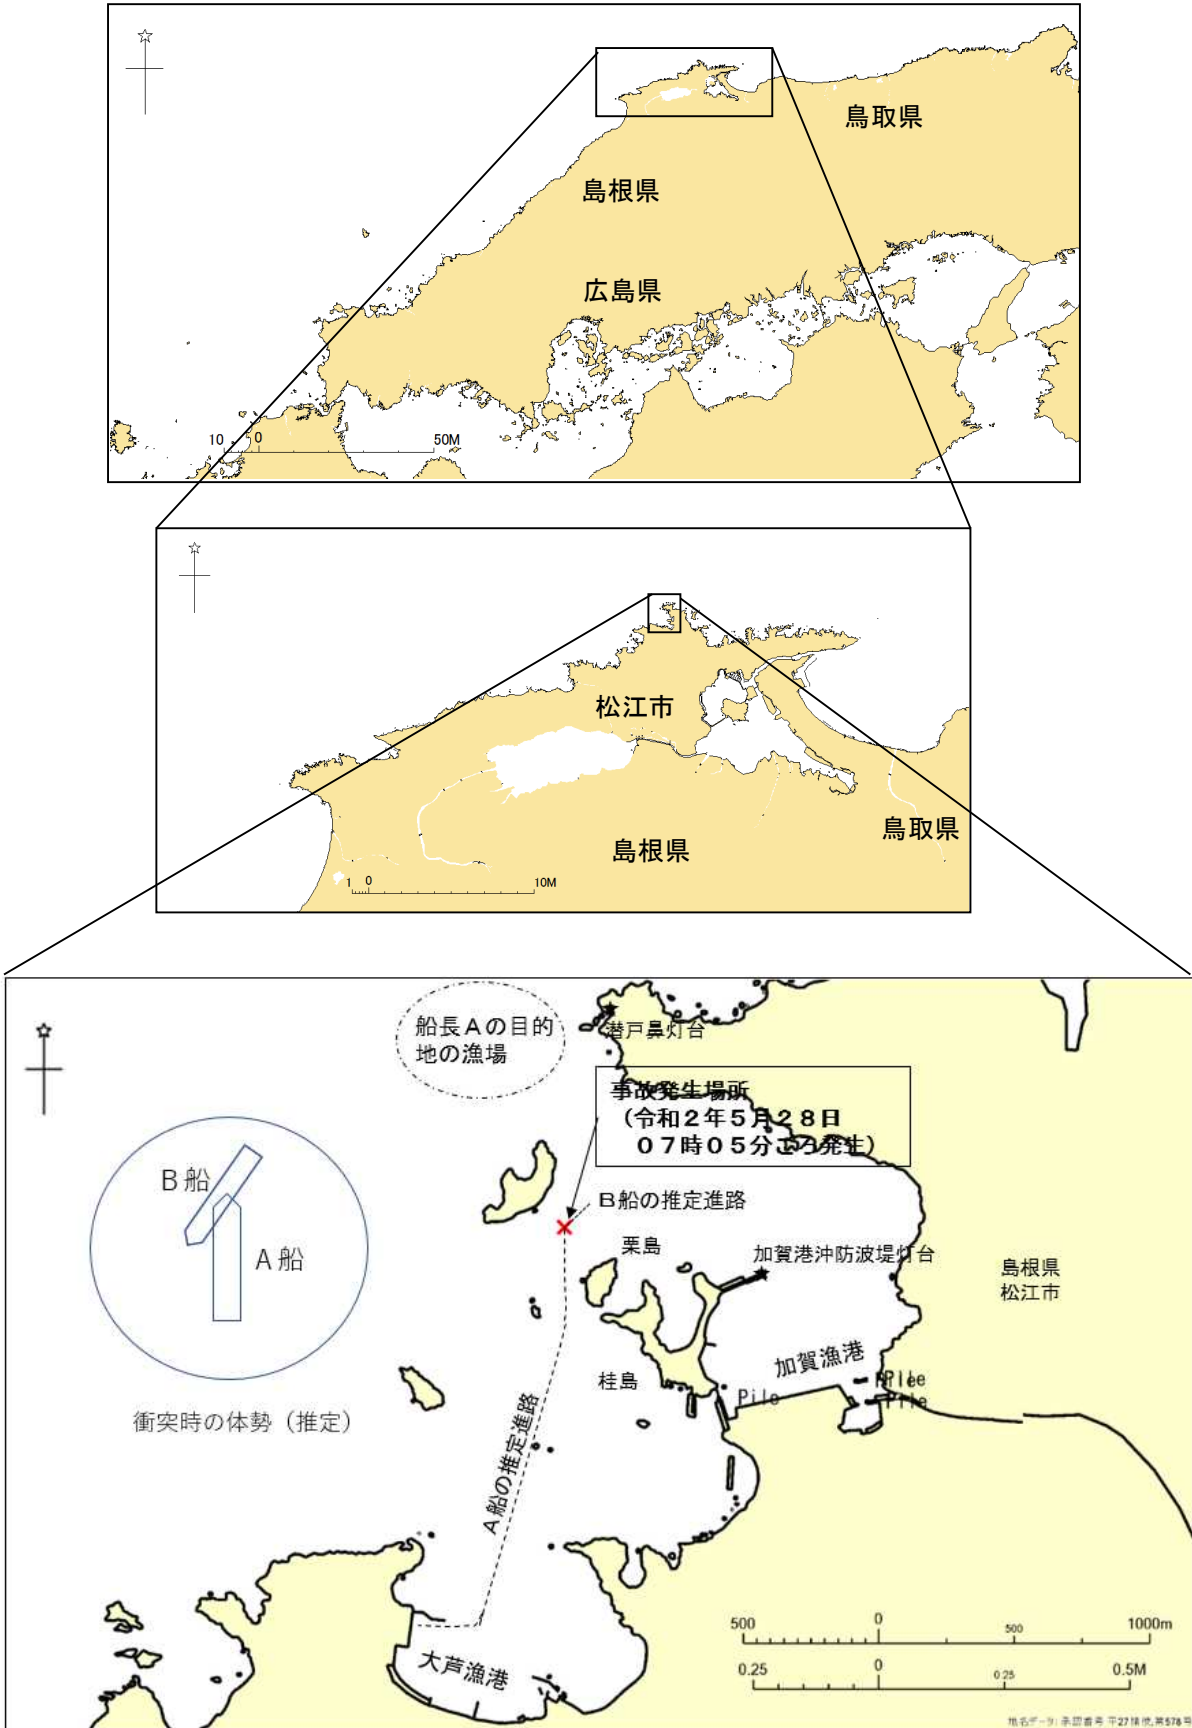 鳥取県
島根県
広島県
10 0 50M
松江市
鳥取県
島根県
1 0 10M
船長Aの目的
地の漁場
潜戸鼻灯台
事故発生場所
(令和2年5月28日
07時05分ごろ発生)
B船
A船
B船の推定進路
栗島
加賀港沖防波堤灯台
島根県
松江市
加賀漁港
桂島
Pile
Pile
Pile
衝突時の体勢(推定)
A船の推定進路
大芦漁港
500 0 500 1000m
0.25 0 0.25 0.5M